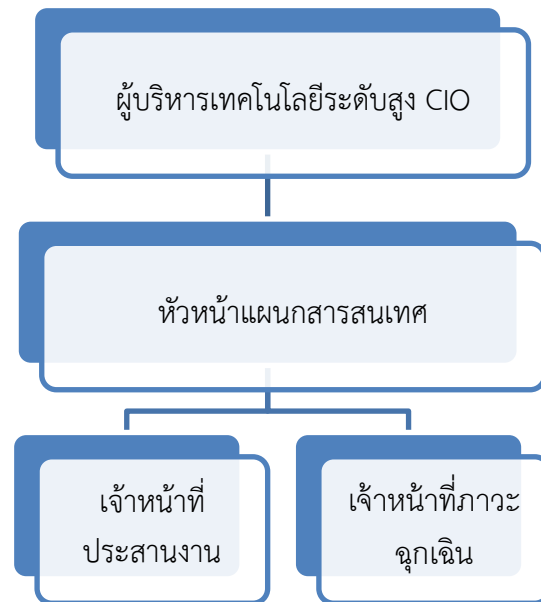 ผู้บริหารเทคโนโลยีระดับสูง CIO
หัวหน้าแผนกสารสนเทศ
เจ้าหน้าที่
ประสานงาน
เจ้าหน้าที่ภาวะ
ฉุกเฉิน